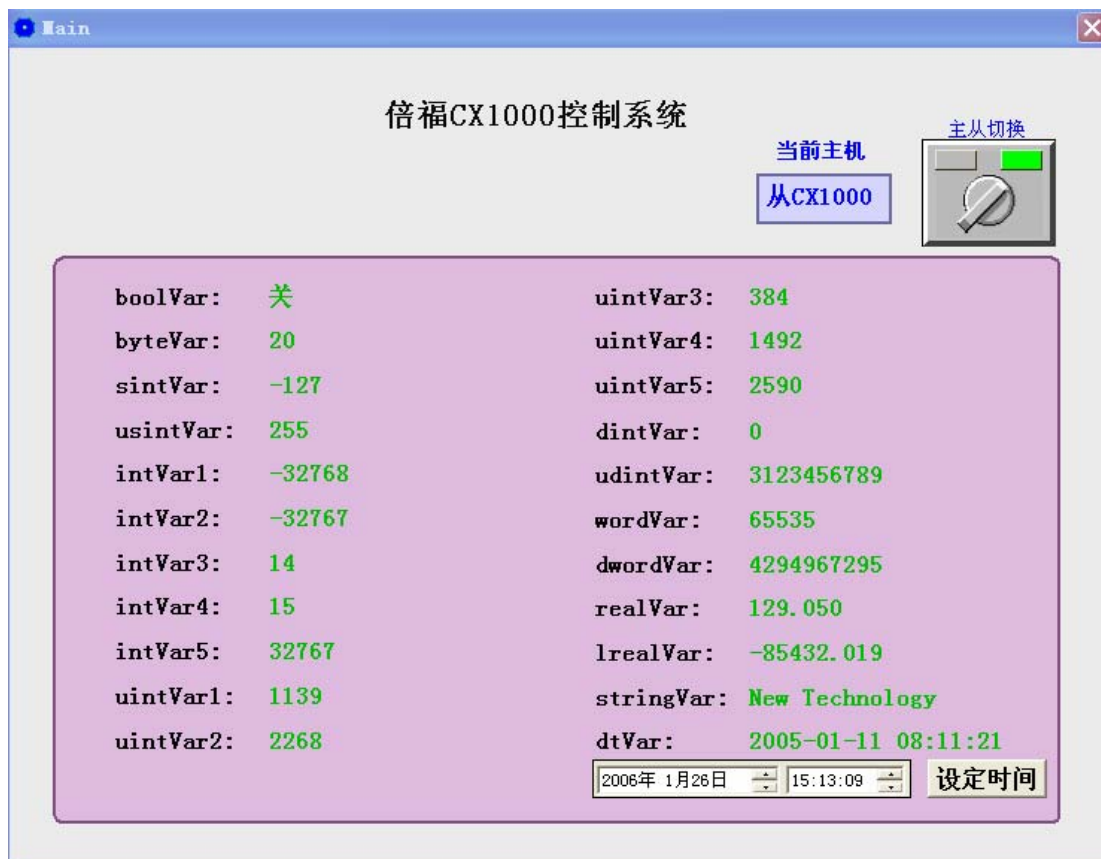 Main
倍福CX1000控制系统
主从切换
当前主机
从CX1000
boolVar: 关
byteVar: 20
sintVar: -127
usintVar: 255
intVar1: -32768
intVar2: -32767
intVar3: 14
intVar4: 15
intVar5: 32767
uintVar1: 1139
uintVar2: 2268
uintVar3: 384
uintVar4: 1492
uintVar5: 2590
dintVar: 0
udintVar: 3123456789
wordVar: 65535
dwordVar: 4294967295
realVar: 129.050
lrealVar: -85432.019
stringVar: New Technology
dtVar: 2005-01-11 08:11:21
2006年 1月26日 15:13:09 设定时间